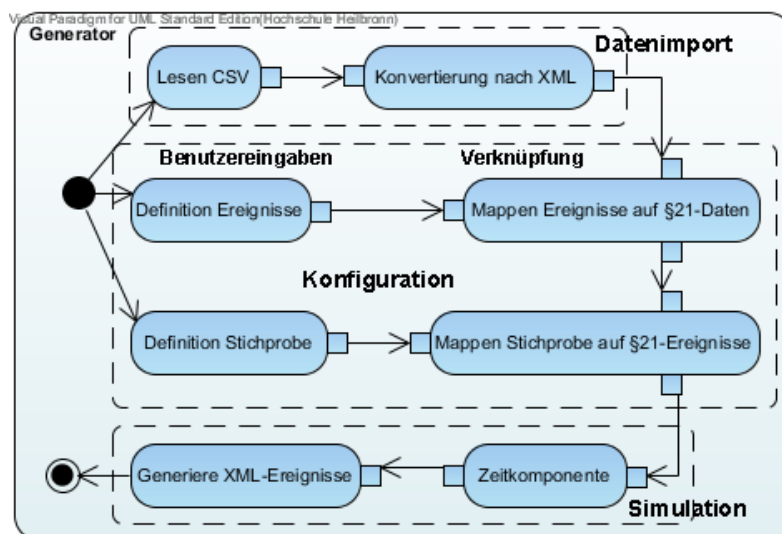 Visual Paradigm for UML Standard Edition(Hochschule Heilbronn)
Generator
Datenimport
Lesen CSV
Konvertierung nach XML
Benutzereingaben
Verknüpfung
Definition Ereignisse
Mappen Ereignisse auf §21-Daten
Konfiguration
Definition Stichprobe
Mappen Stichprobe auf §21-Ereignisse
Generiere XML-Ereignisse
Zeitkomponente
Simulation